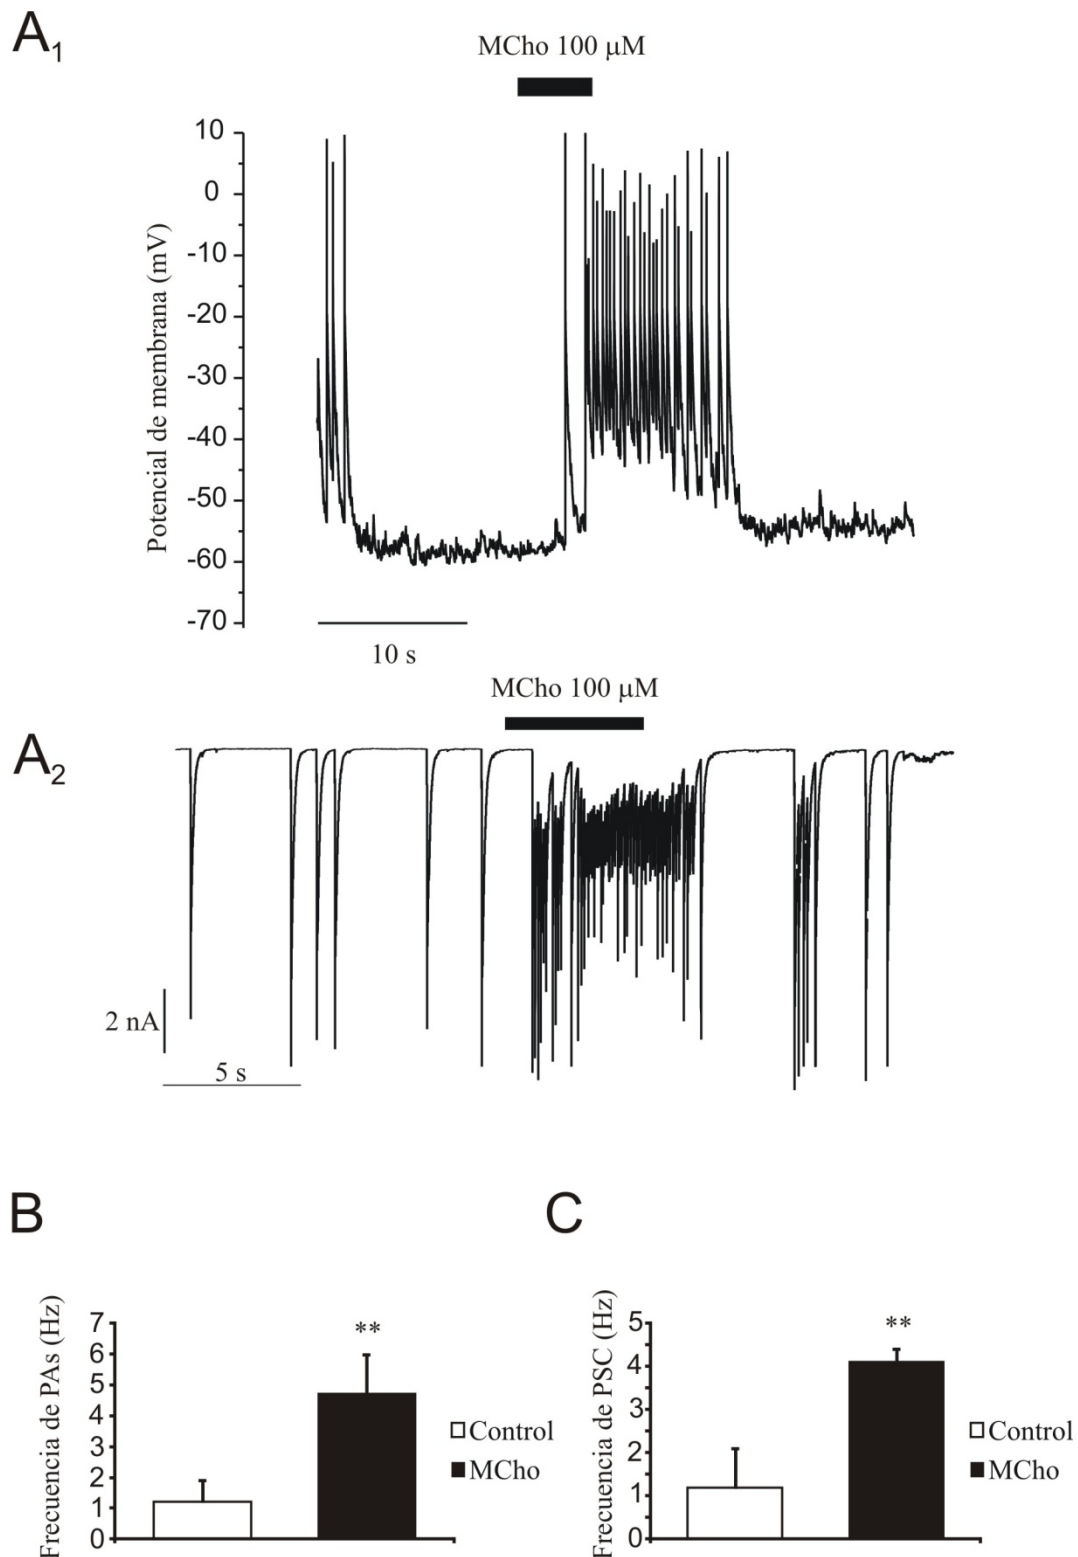 A1
MCho 100 μM
10
0
-10
-20
-30
-40
-50
-60
-70
Potencial de membrana (mV)
10 s
MCho 100 μM
A2
2 nA
5 s
B
C
Frecuencia de PAs (Hz)
7
6
5
4
3
2
1
0
**
Control
MCho
Frecuencia de PSC (Hz)
5
4
3
2
1
0
**
Control
MCho